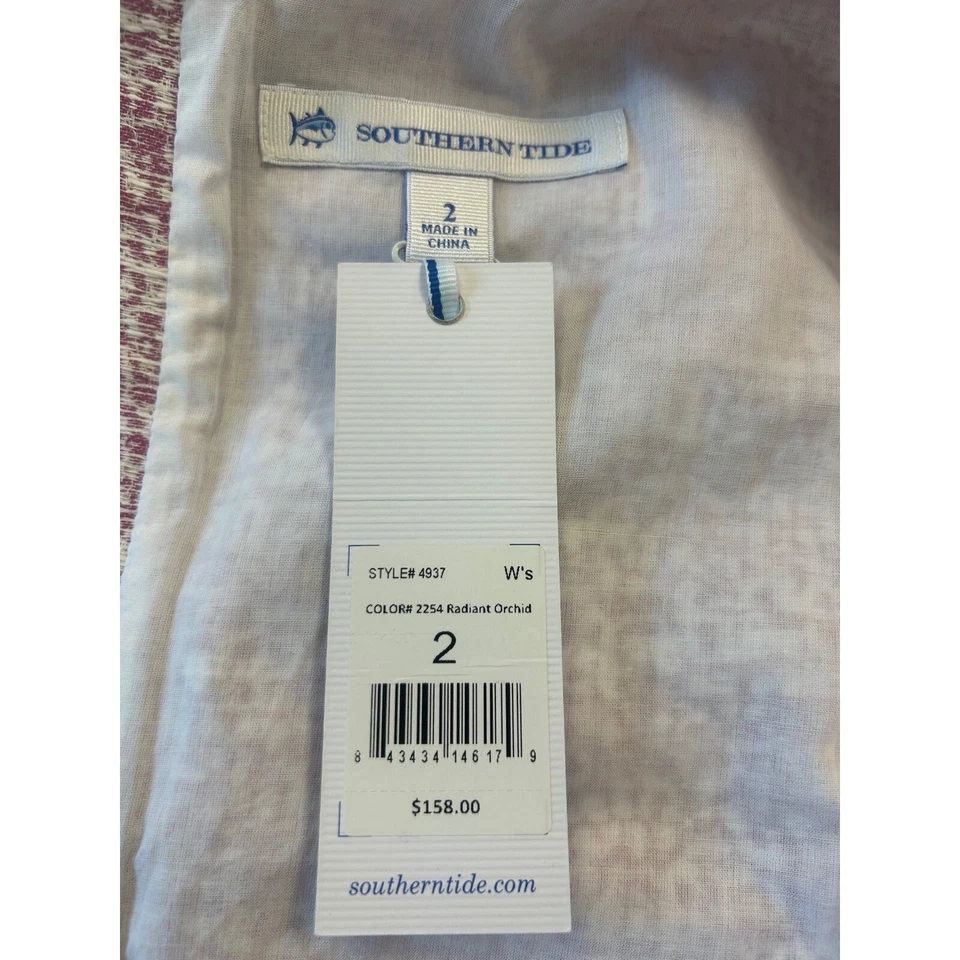 SOUTHERN TIDE
2
MADE IN
CHINA
STYLE# 4937 W's
COLOR# 2254 Radiant Orchid
2
8 43434 14617 9
$158.00
southerntide.com